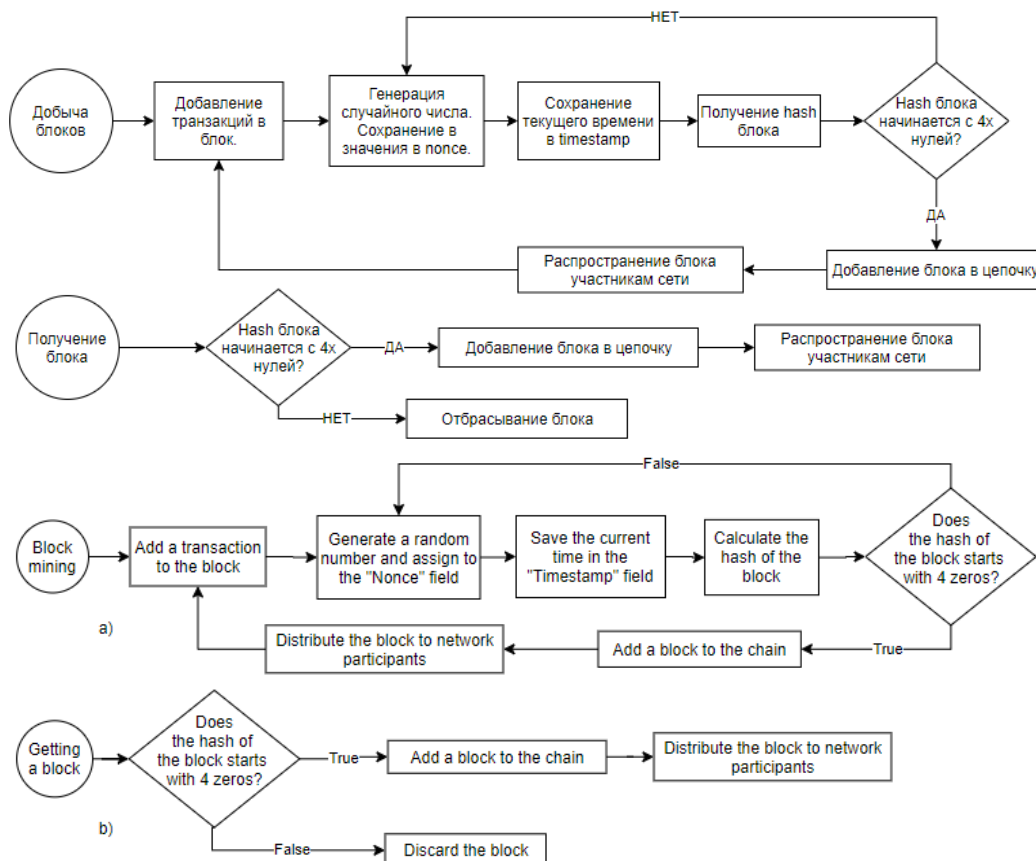 НЕТ
Добыча
блоков
Добавление
транзакций в
блок.
Генерация
случайного числа.
Сохранение в
значения в nonce.
Сохранение
текущего времени
в timestamp
Получение hash
блока
Hash блока
начинается с 4х
нулей?
ДА
Распространение блока
участникам сети
Добавление блока в цепочку
Получение
блока
Hash блока
начинается с 4х
нулей?
ДА
Добавление блока в цепочку
Распространение блока
участникам сети
НЕТ
Отбрасывание блока
False
Block
mining
Add a transaction
to the block
Generate a random
number and assign to
the "Nonce" field
Save the current
time in the
"Timestamp" field
Calculate the
hash of the
block
Does
the hash of
the block starts
with 4 zeros?
a)
Distribute the block to network
participants
Add a block to the chain
True
Getting
a block
Does
the hash of
the block starts
with 4 zeros?
True
Add a block to the chain
Distribute the block to network
participants
b)
False
Discard the block